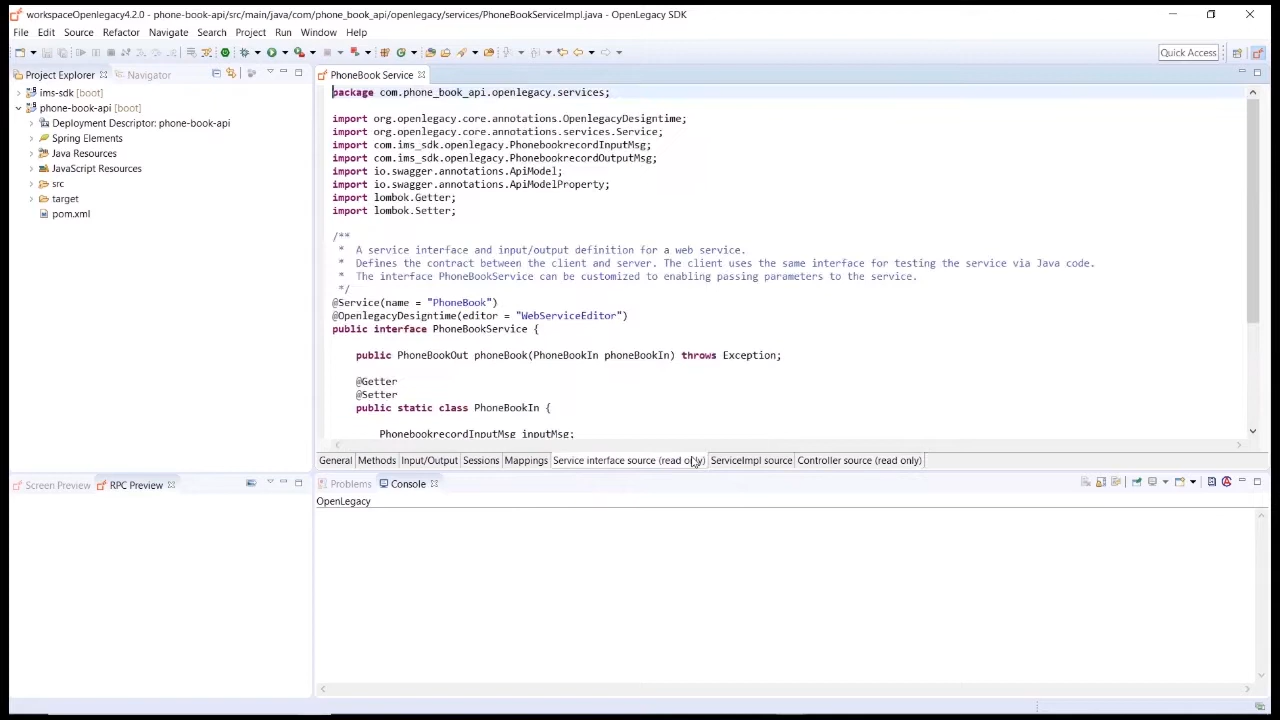 workspaceOpenlegacy4.2.0 - phone-book-api/src/main/java/com/phone_book_api/openlegacy/services/PhoneBookServiceImpl.java - OpenLegacy SDK
File Edit Source Refactor Navigate Search Project Run Window Help
Quick Access
Project Explorer Navigator
ims-sdk [boot]
phone-book-api [boot]
Deployment Descriptor: phone-book-api
Spring Elements
Java Resources
JavaScript Resources
src
target
pom.xml
PhoneBook Service
package com.phone_book_api.openlegacy.services;
import org.openlegacy.core.annotations.OpenlegacyDesigntime;
import org.openlegacy.core.annotations.services.Service;
import com.ims_sdk.openlegacy.PhonebookrecordInputMsg;
import com.ims_sdk.openlegacy.PhonebookrecordOutputMsg;
import io.swagger.annotations.ApiModel;
import io.swagger.annotations.ApiModelProperty;
import lombok.Getter;
import lombok.Setter;
/**
* A service interface and input/output definition for a web service.
* Defines the contract between the client and server. The client uses the same interface for testing the service via Java code.
* The interface PhoneBookService can be customized to enabling passing parameters to the service.
*/
@Service(name = "PhoneBook")
@OpenlegacyDesigntime(editor = "WebServiceEditor")
public interface PhoneBookService {
public PhoneBookOut phoneBook(PhoneBookIn phoneBookIn) throws Exception;
@Getter
@Setter
public static class PhoneBookIn {
PhonebookrecordInputMsg inputMsg;
General Methods Input/Output Sessions Mappings Service interface source (read only) ServiceImpl source Controller source (read only)
Screen Preview RPC Preview
Problems Console
OpenLegacy